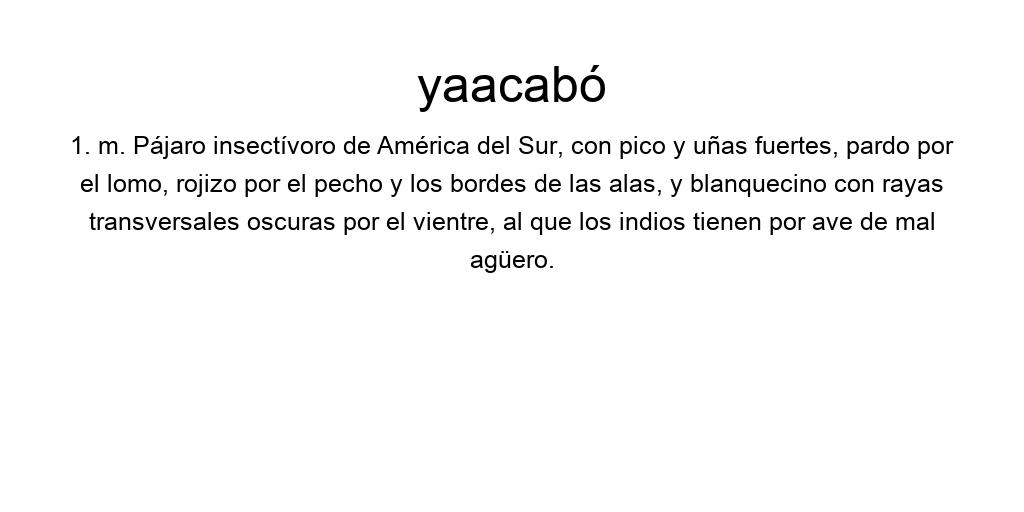 yaacabó
1. m. Pájaro insectívoro de América del Sur, con pico y uñas fuertes, pardo por
el lomo, rojizo por el pecho y los bordes de las alas, y blanquecino con rayas
transversales oscuras por el vientre, al que los indios tienen por ave de mal
agüero.